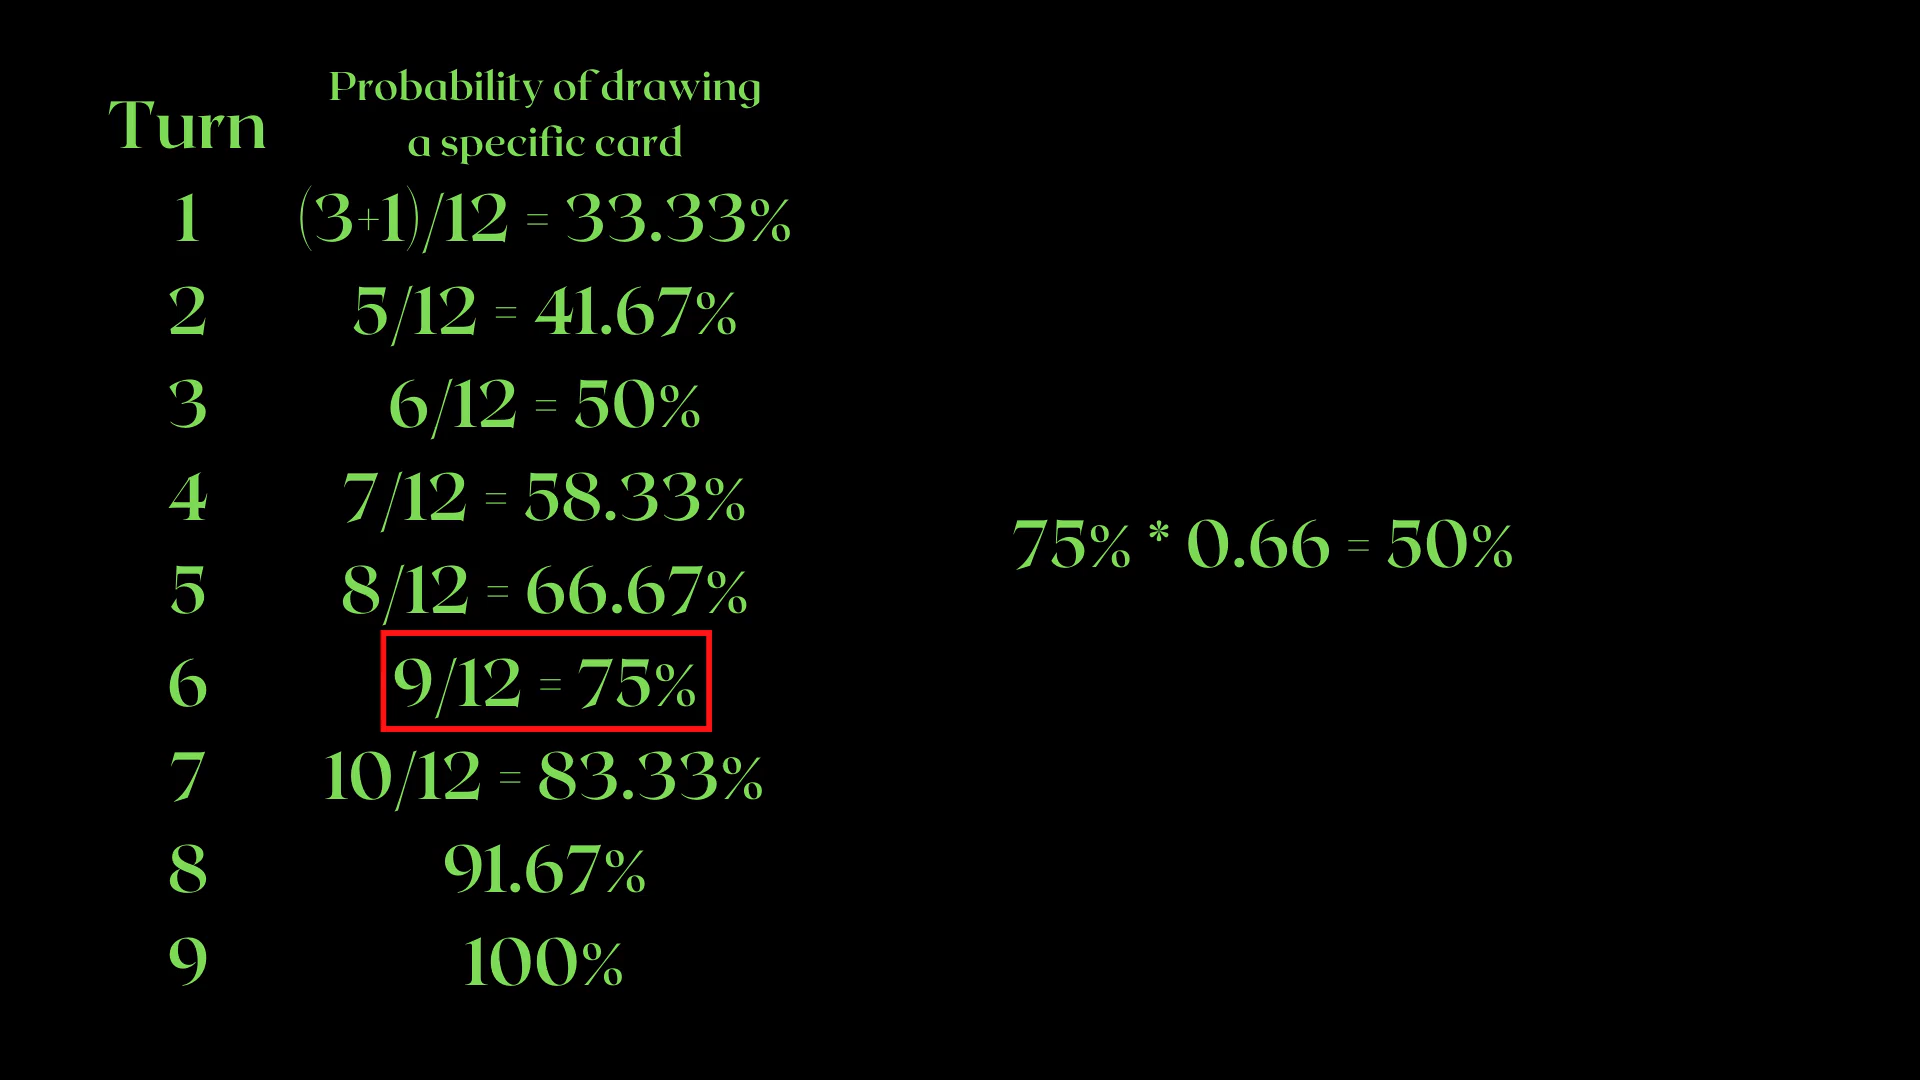 Turn
Probability of drawing
a specific card
1 (3+1)/12 = 33.33%
2 5/12 = 41.67%
3 6/12 = 50%
4 7/12 = 58.33%
5 8/12 = 66.67%
6 9/12 = 75%
7 10/12 = 83.33%
8 91.67%
9 100%
75% * 0.66 = 50%